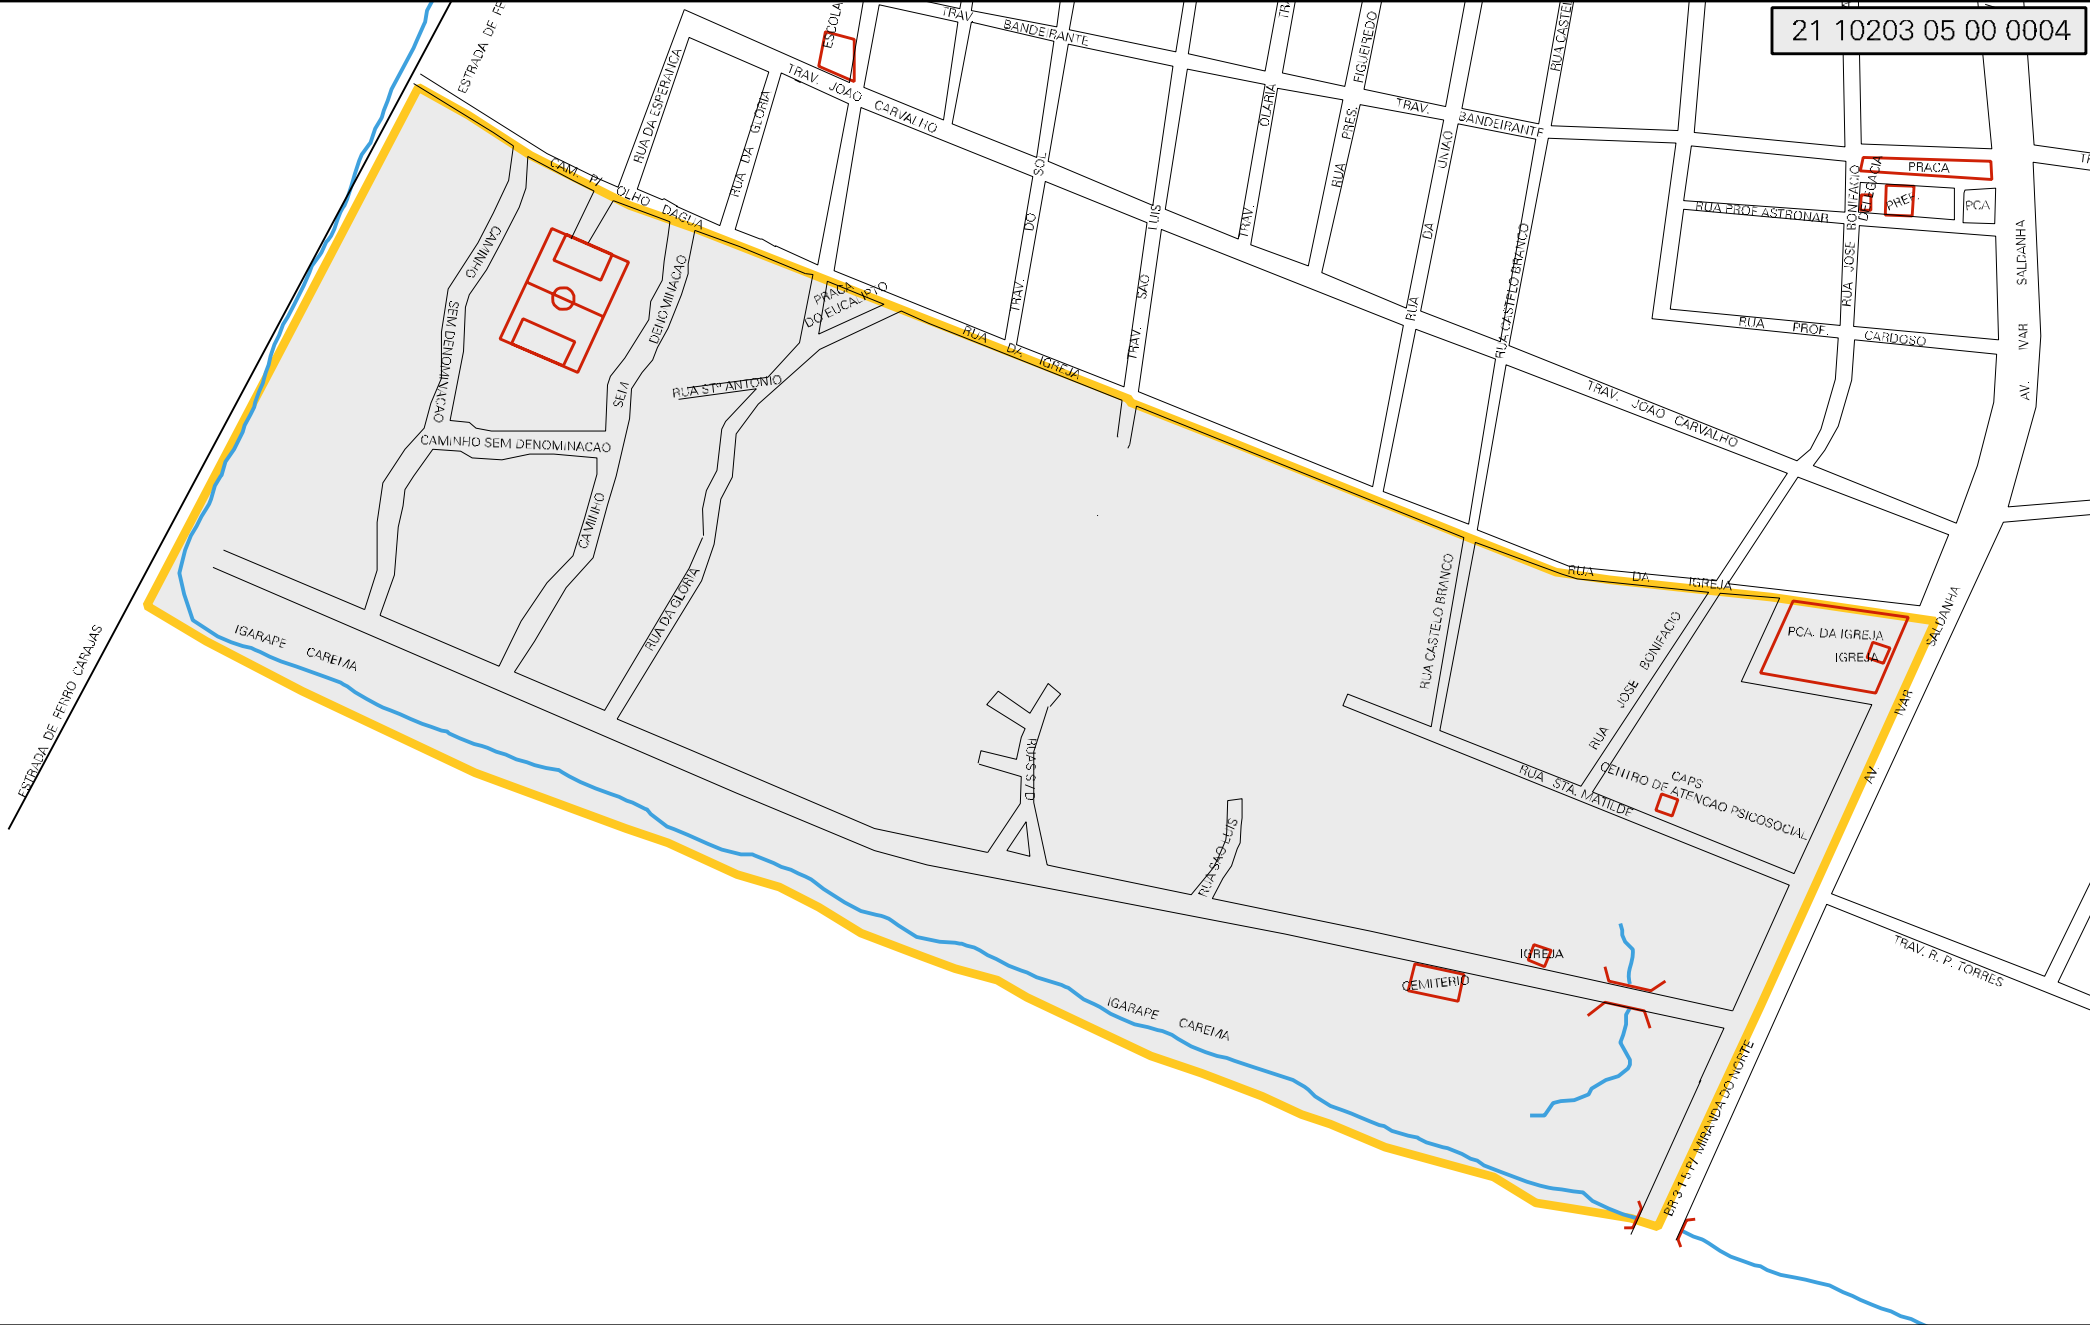 21 10203 05 00 0004
ESTRADA DE FE
ESCOLA
TRAV.
BANDEIRANTE
FIGUEIREDO
RUA CASTEL
RUA DA ESPERANCA
TRAV. JOAO CARVALHO
RUA DA GLORIA
OLARIA
PRES.
RUA
TRAV.
TRAV. BANDEIRANTE
UNIAO
DA
RUA
SOL
DO
TRAV.
LUIS
SAO
TRAV.
RUA CASTELO BRANCO
PRACA
DELEGACIA
PREF.
PCA
RUA PROF ASTRONAR
RUA JOSE BONIFACIO
RUA PROF. CARDOSO
AV. IVAR SALDANHA
CAM. P/ OLHO DAGUA
CAMINHO
SEM DENOMINACAO
DENOMINACAO
SEM
CAMINHO
PRACA
DO EUCALIPTO
RUA DA IGREJA
RUA STº ANTONIO
CAMINHO SEM DENOMINACAO
TRAV. JOAO CARVALHO
RUA DA GLORIA
RUA DA IGREJA
RUA CASTELO BRANCO
RUA JOSE BONIFACIO
PCA. DA IGREJA
IGREJA
SALDANHA
IVAR
AV.
ESTRADA DE FERRO CARAJAS
IGARAPE CAREMA
RUAS S / D
RUA SAO LUIS
RUA STA. MATILDE
CAPS
CENTRO DE ATENCAO PSICOSOCIAL
IGREJA
CEMITERIO
TRAV. R. P. TORRES
IGARAPE CAREMA
BR 3 1 5 P/ MIRANDA DO NORTE